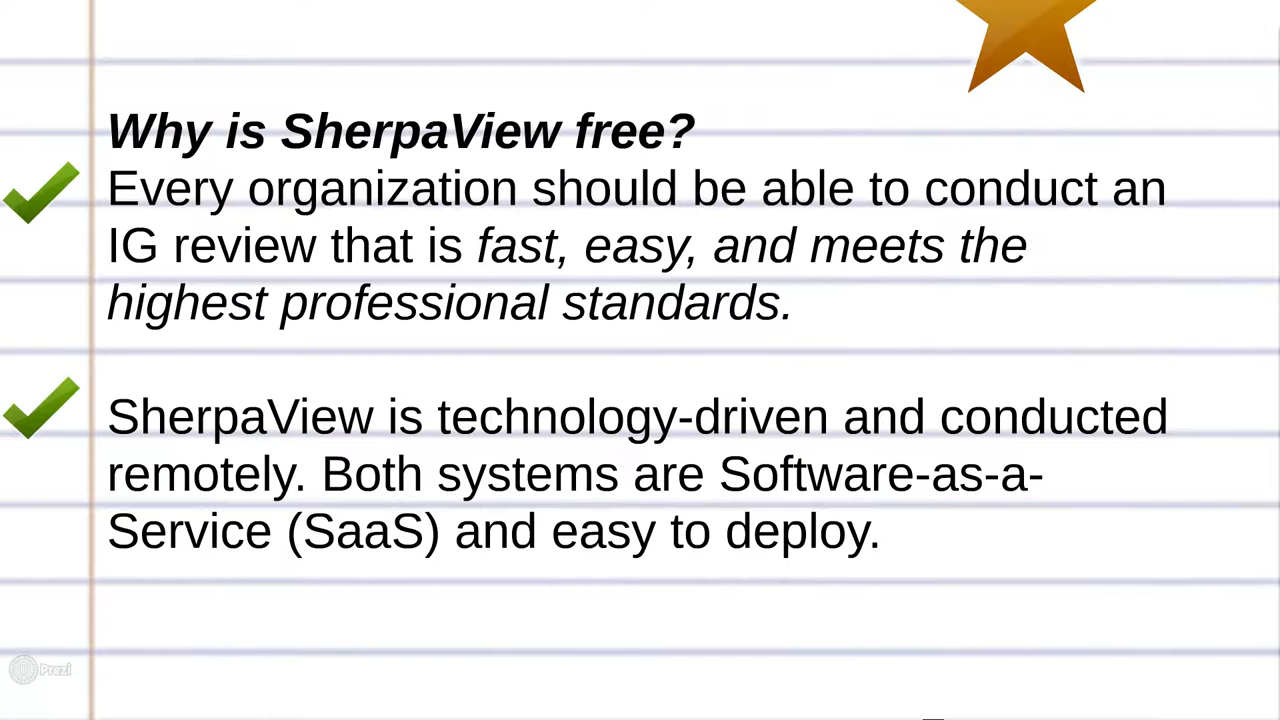 Why is SherpaView free?
Every organization should be able to conduct an
IG review that is fast, easy, and meets the
highest professional standards.
SherpaView is technology-driven and conducted
remotely. Both systems are Software-as-a-
Service (SaaS) and easy to deploy.
Prezi